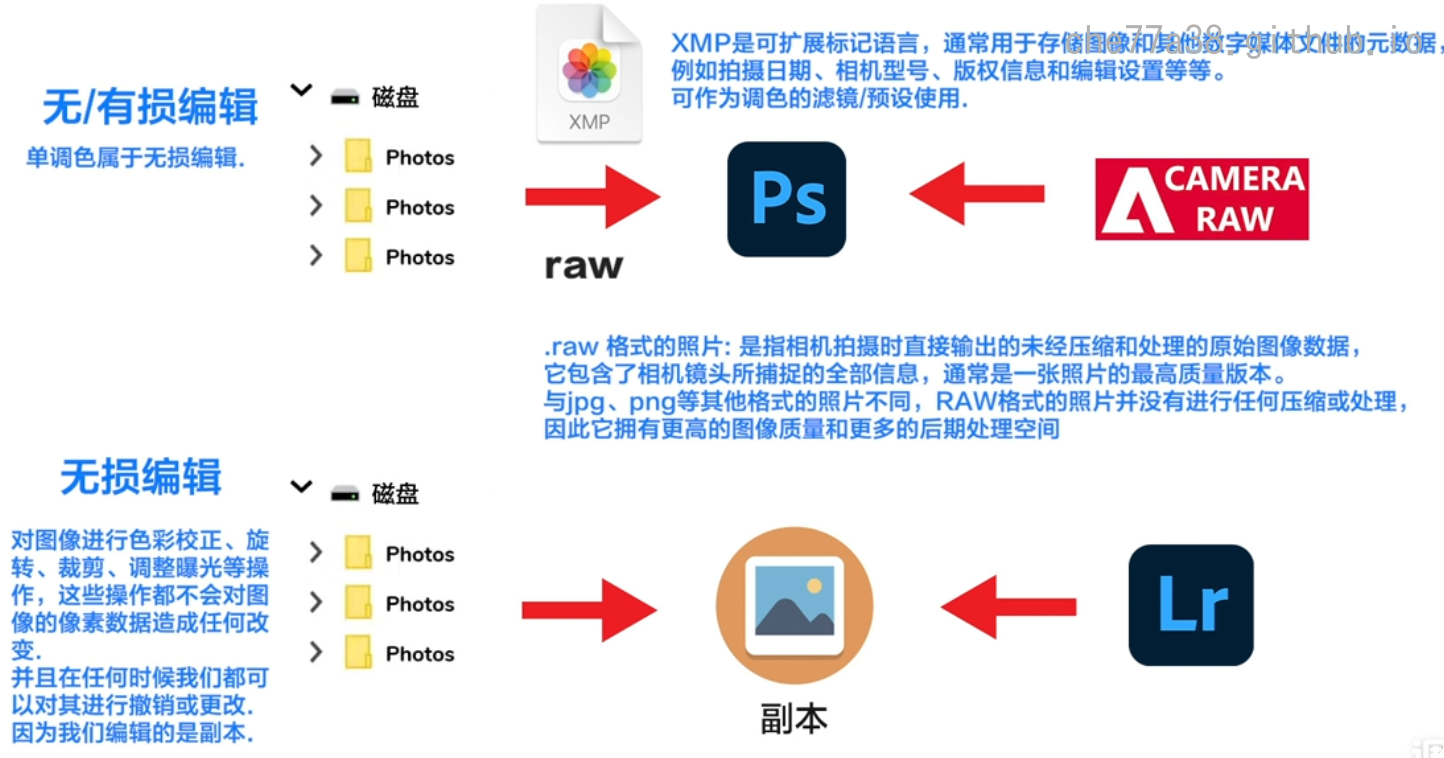 XMP是可扩展标记语言，通常用于存储图像和其他数字媒体文件的元数据，
che77a38.github.io
例如拍摄日期、相机型号、版权信息和编辑设置等等。
可作为调色的滤镜/预设使用.
XMP
无/有损编辑
单调色属于无损编辑.
磁盘
Photos
Photos
Photos
raw
Ps
CAMERA
RAW
.raw 格式的照片: 是指相机拍摄时直接输出的未经压缩和处理的原始图像数据，
它包含了相机镜头所捕捉的全部信息，通常是一张照片的最高质量版本。
与jpg、png等其他格式的照片不同，RAW格式的照片并没有进行任何压缩或处理，
因此它拥有更高的图像质量和更多的后期处理空间
无损编辑
对图像进行色彩校正、旋
转、裁剪、调整曝光等操
作，这些操作都不会对图
像的像素数据造成任何改
变.
并且在任何时候我们都可
以对其进行撤销或更改.
因为我们编辑的是副本.
磁盘
Photos
Photos
Photos
副本
Lr